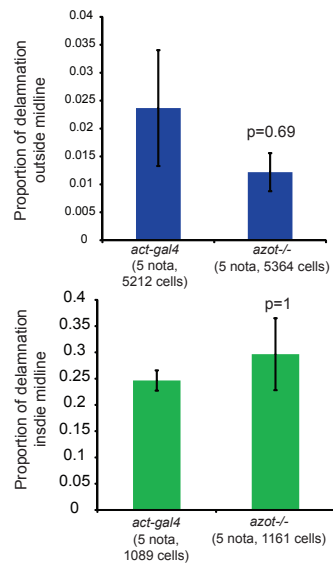 Proportion of delamnation
outside midline
0.04
0.035
0.03
0.025
0.02
0.015
0.01
0.005
0
p=0.69
act-gal4
(5 nota,
5212 cells)
azot-/-
(5 nota, 5364 cells)
Proportion of delamnation
insdie midline
0.4
0.35
0.3
0.25
0.2
0.15
0.1
0.05
0
p=1
act-gal4
(5 nota,
1089 cells)
azot-/-
(5 nota, 1161 cells)